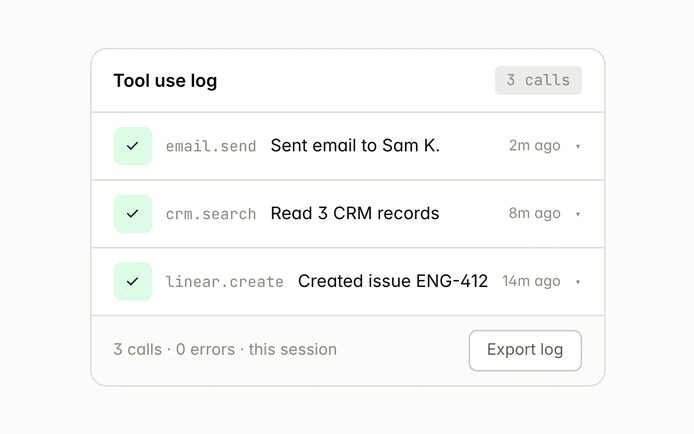 Tool use log 3 calls
email.send Sent email to Sam K. 2m ago
crm.search Read 3 CRM records 8m ago
linear.create Created issue ENG-412 14m ago
3 calls · 0 errors · this session Export log